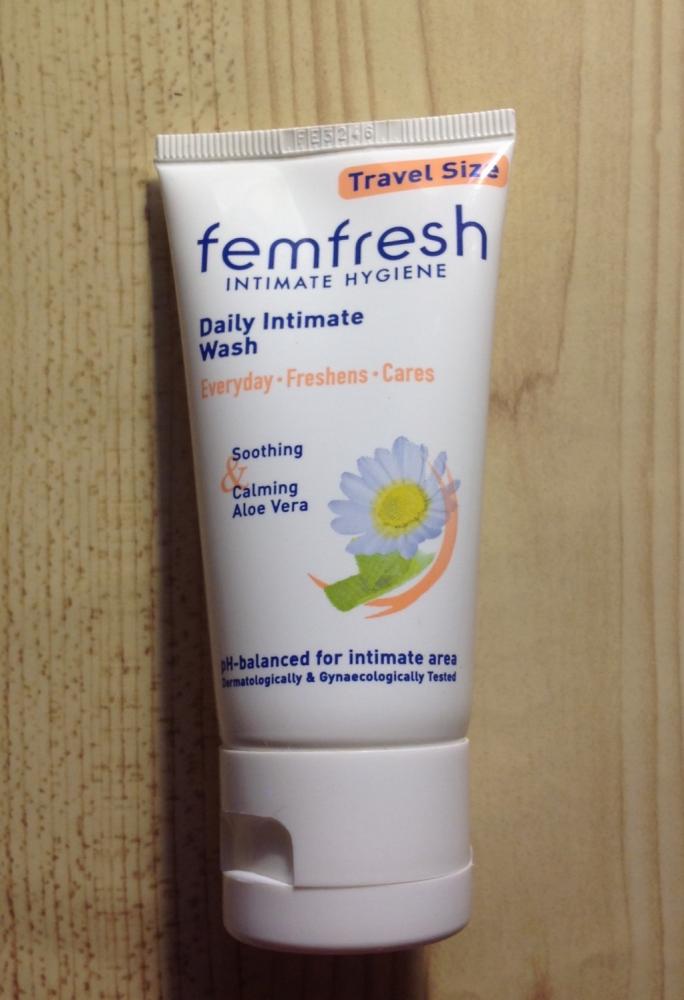 FE3246
Travel Size
femfresh
INTIMATE HYGIENE
Daily Intimate
Wash
Everyday • Freshens • Cares
Soothing
&
Calming
Aloe Vera
pH-balanced for intimate area
Dermatologically & Gynaecologically Tested